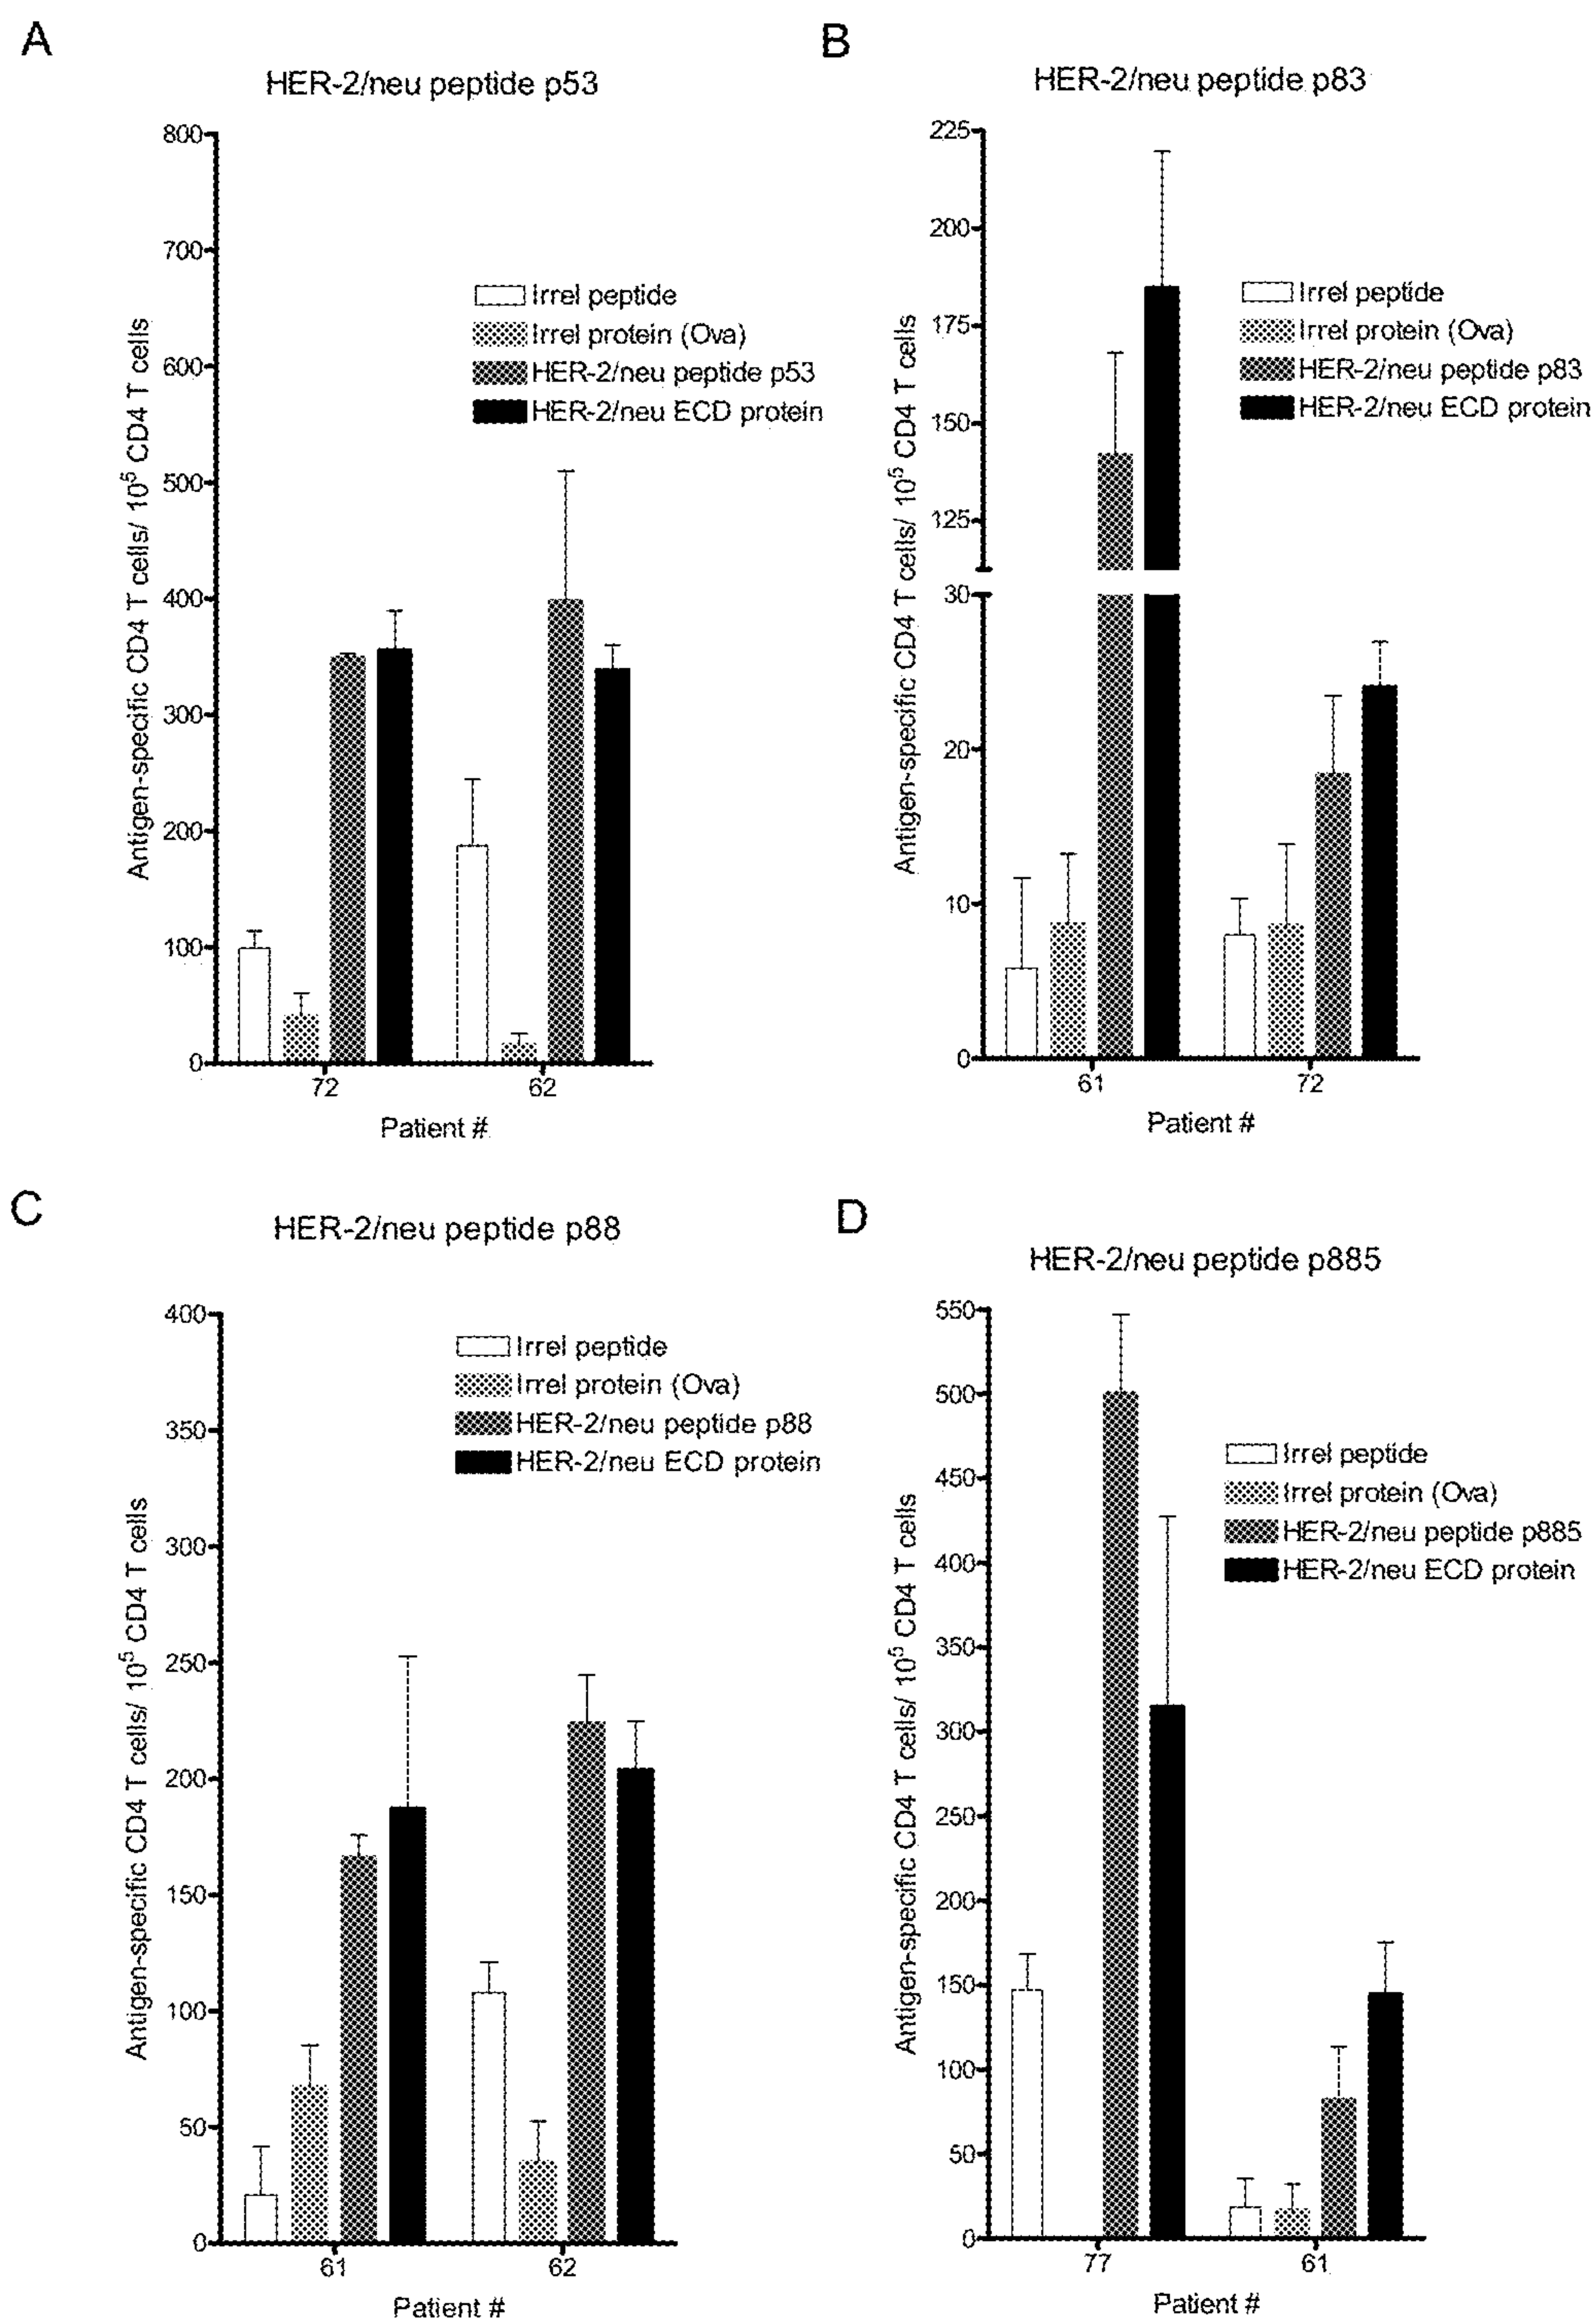 A
HER-2/neu peptide p53
800
700
600
500
400
300
200
100
0
Antigen-specific CD4 T cells/ 10⁵ CD4 T cells
Irrel peptide
Irrel protein (Ova)
HER-2/neu peptide p53
HER-2/neu ECD protein
72
62
Patient #
B
HER-2/neu peptide p83
225
200
175
150
125
30
20
10
0
Antigen-specific CD4 T cells/ 10⁵ CD4 T cells
Irrel peptide
Irrel protein (Ova)
HER-2/neu peptide p83
HER-2/neu ECD protein
61
72
Patient #
C
HER-2/neu peptide p88
400
350
300
250
200
150
100
50
0
Antigen-specific CD4 T cells/ 10⁵ CD4 T cells
Irrel peptide
Irrel protein (Ova)
HER-2/neu peptide p88
HER-2/neu ECD protein
61
62
Patient #
D
HER-2/neu peptide p885
550
500
450
400
350
300
250
200
150
100
50
0
Antigen-specific CD4 T cells/ 10⁵ CD4 T cells
Irrel peptide
Irrel protein (Ova)
HER-2/neu peptide p885
HER-2/neu ECD protein
77
61
Patient #